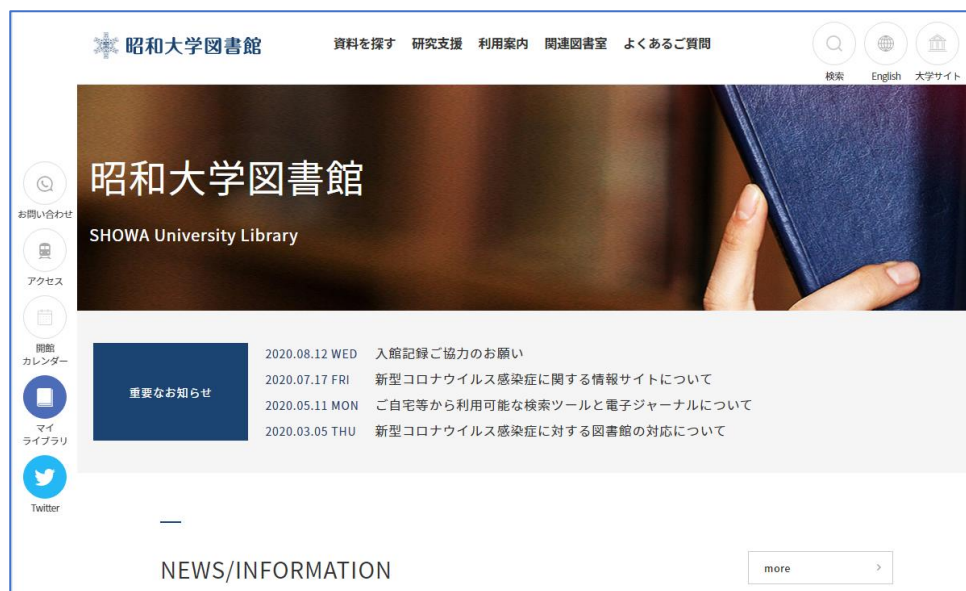 昭和大学図書館
資料を探す 研究支援 利用案内 関連図書室 よくあるご質問
検索 English 大学サイト
昭和大学図書館
SHOWA University Library
お問い合わせ
アクセス
開館
カレンダー
マイ
ライブラリ
Twitter
重要なお知らせ
2020.08.12 WED 入館記録ご協力のお願い
2020.07.17 FRI 新型コロナウイルス感染症に関する情報サイトについて
2020.05.11 MON ご自宅等から利用可能な検索ツールと電子ジャーナルについて
2020.03.05 THU 新型コロナウイルス感染症に対する図書館の対応について
NEWS/INFORMATION
more